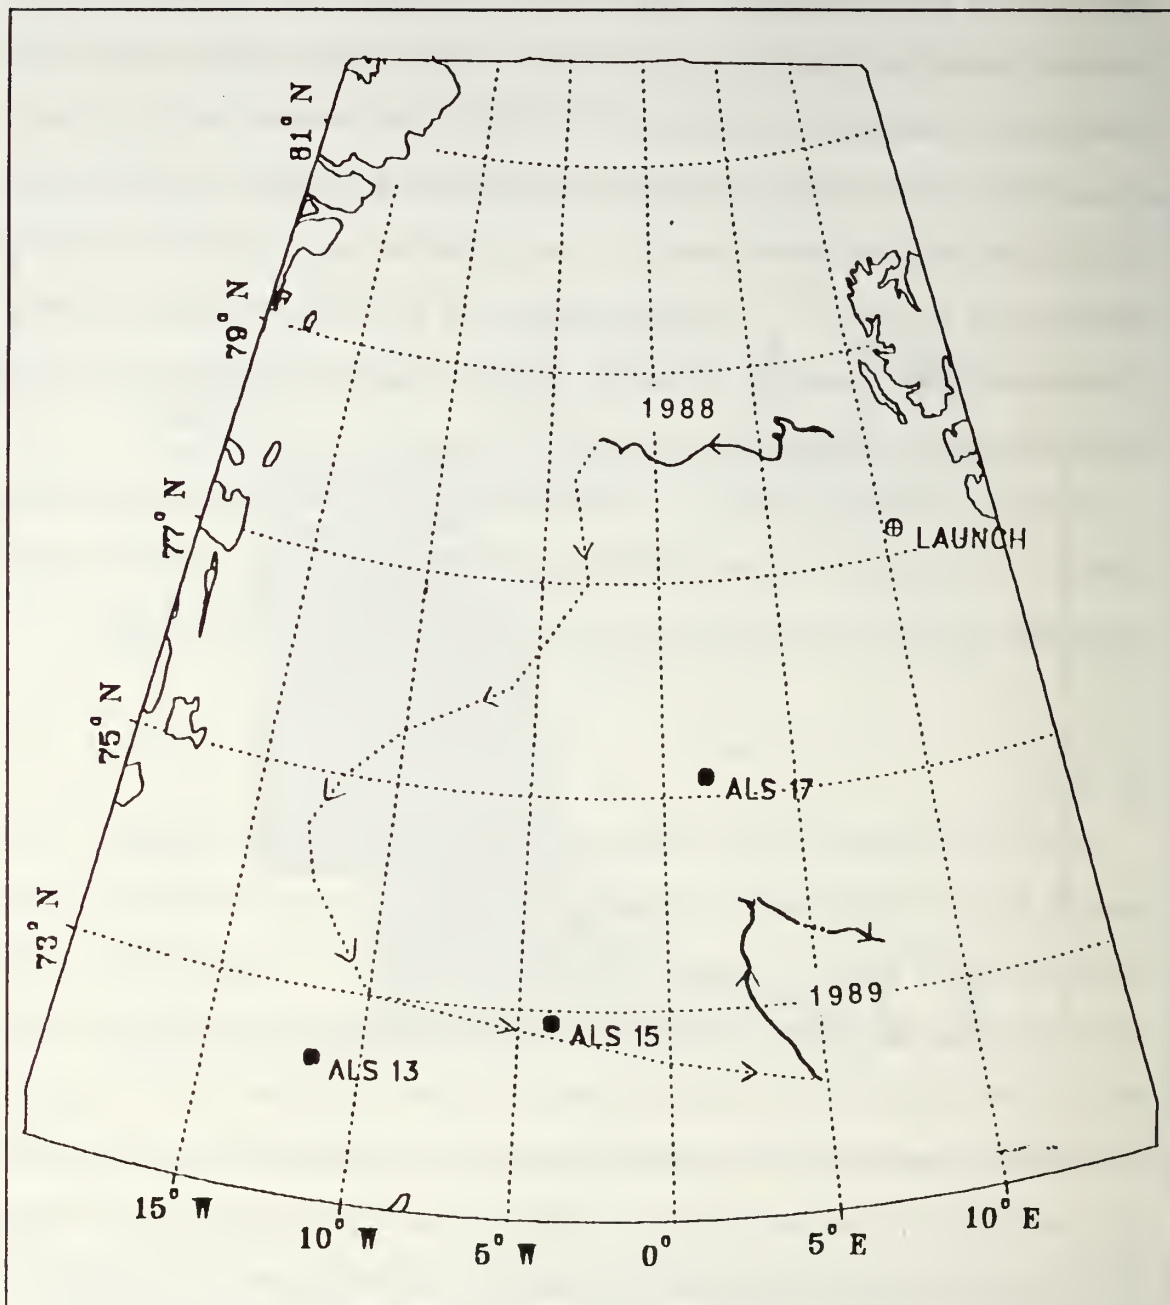 81° N
79° N
1988
77° N
⊕ LAUNCH
75° N
ALS 17
73° N
1989
ALS 15
ALS 13
15° W
10° W
5° W
0°
5° E
10° E